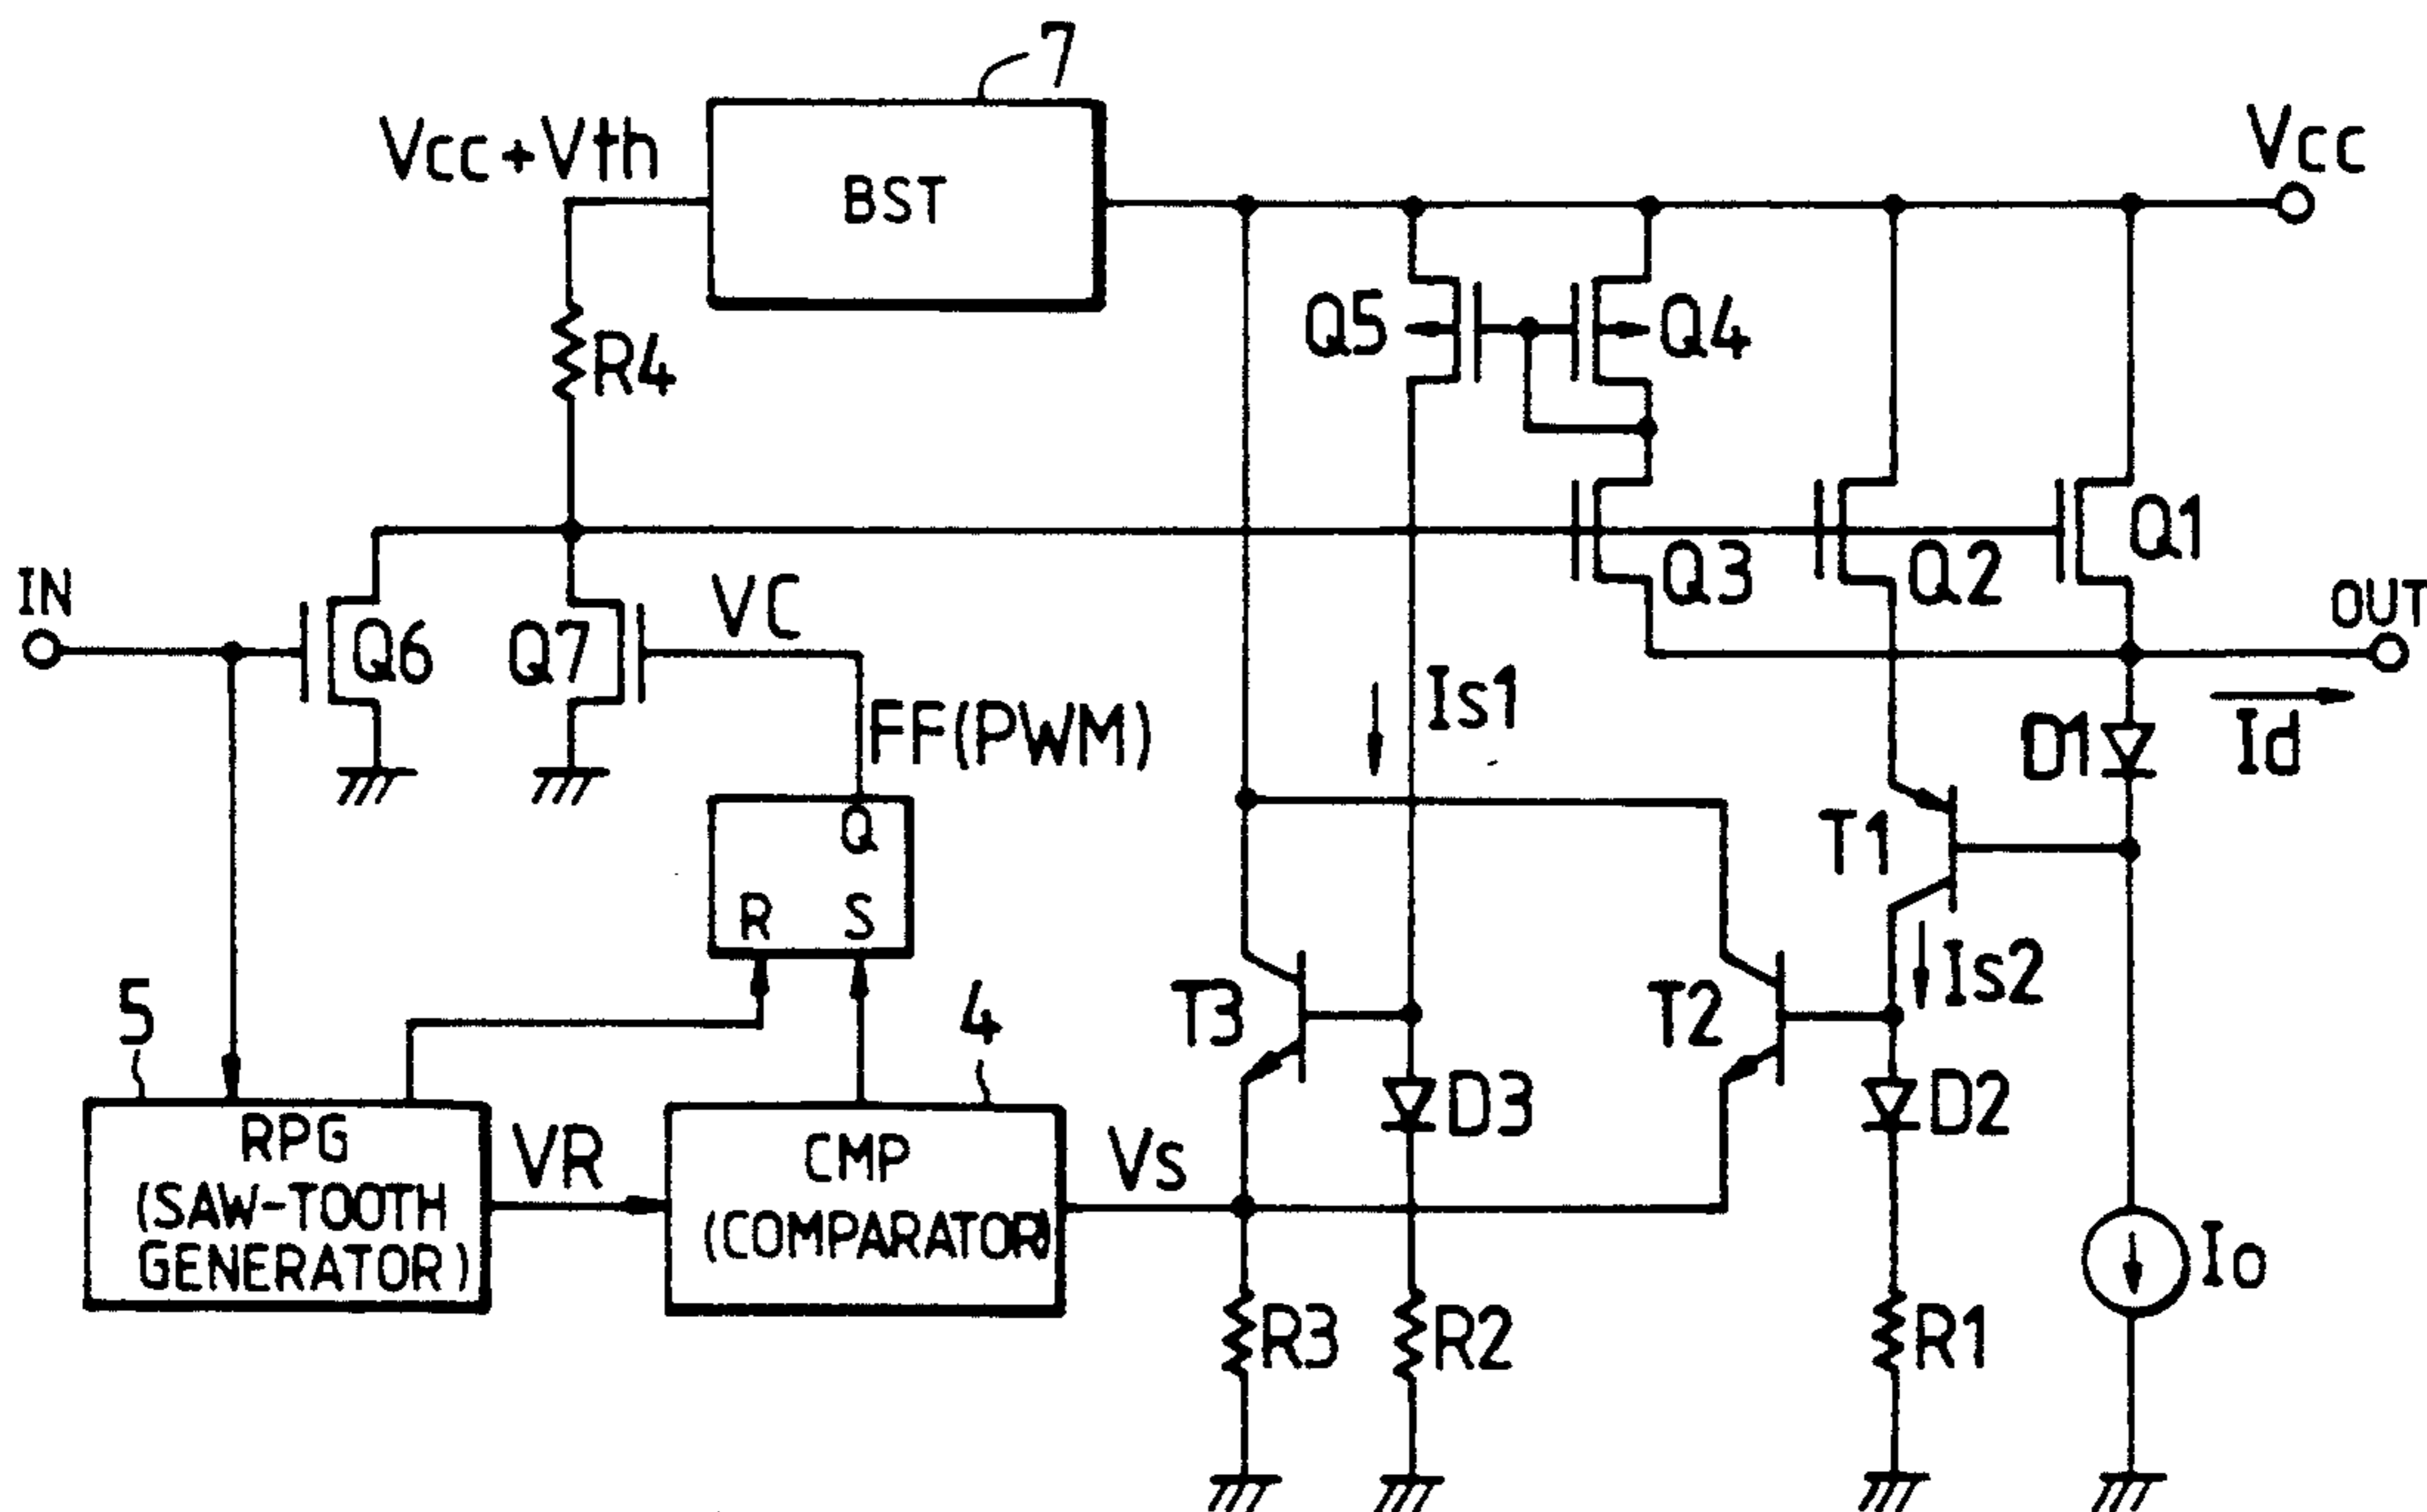 7
Vcc+Vth
BST
Vcc
Q5
Q4
R4
Q3
Q2
Q1
IN
Q6
Q7
VC
OUT
Is1
FF(PWM)
D1
Id
Q
T1
R S
Is2
5
4
T3
T2
D3
D2
RPG
(SAW-TOOTH
GENERATOR)
VR
CMP
(COMPARATOR)
Vs
Io
R3
R2
R1